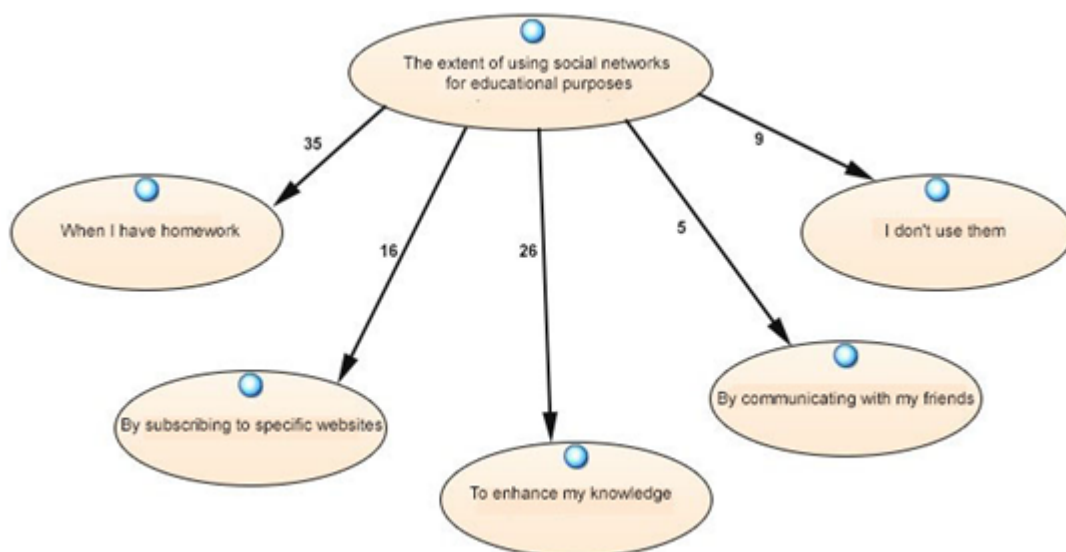 The extent of using social networks
for educational purposes
35
9
When I have homework
I don't use them
16
26
5
By communicating with my friends
By subscribing to specific websites
To enhance my knowledge